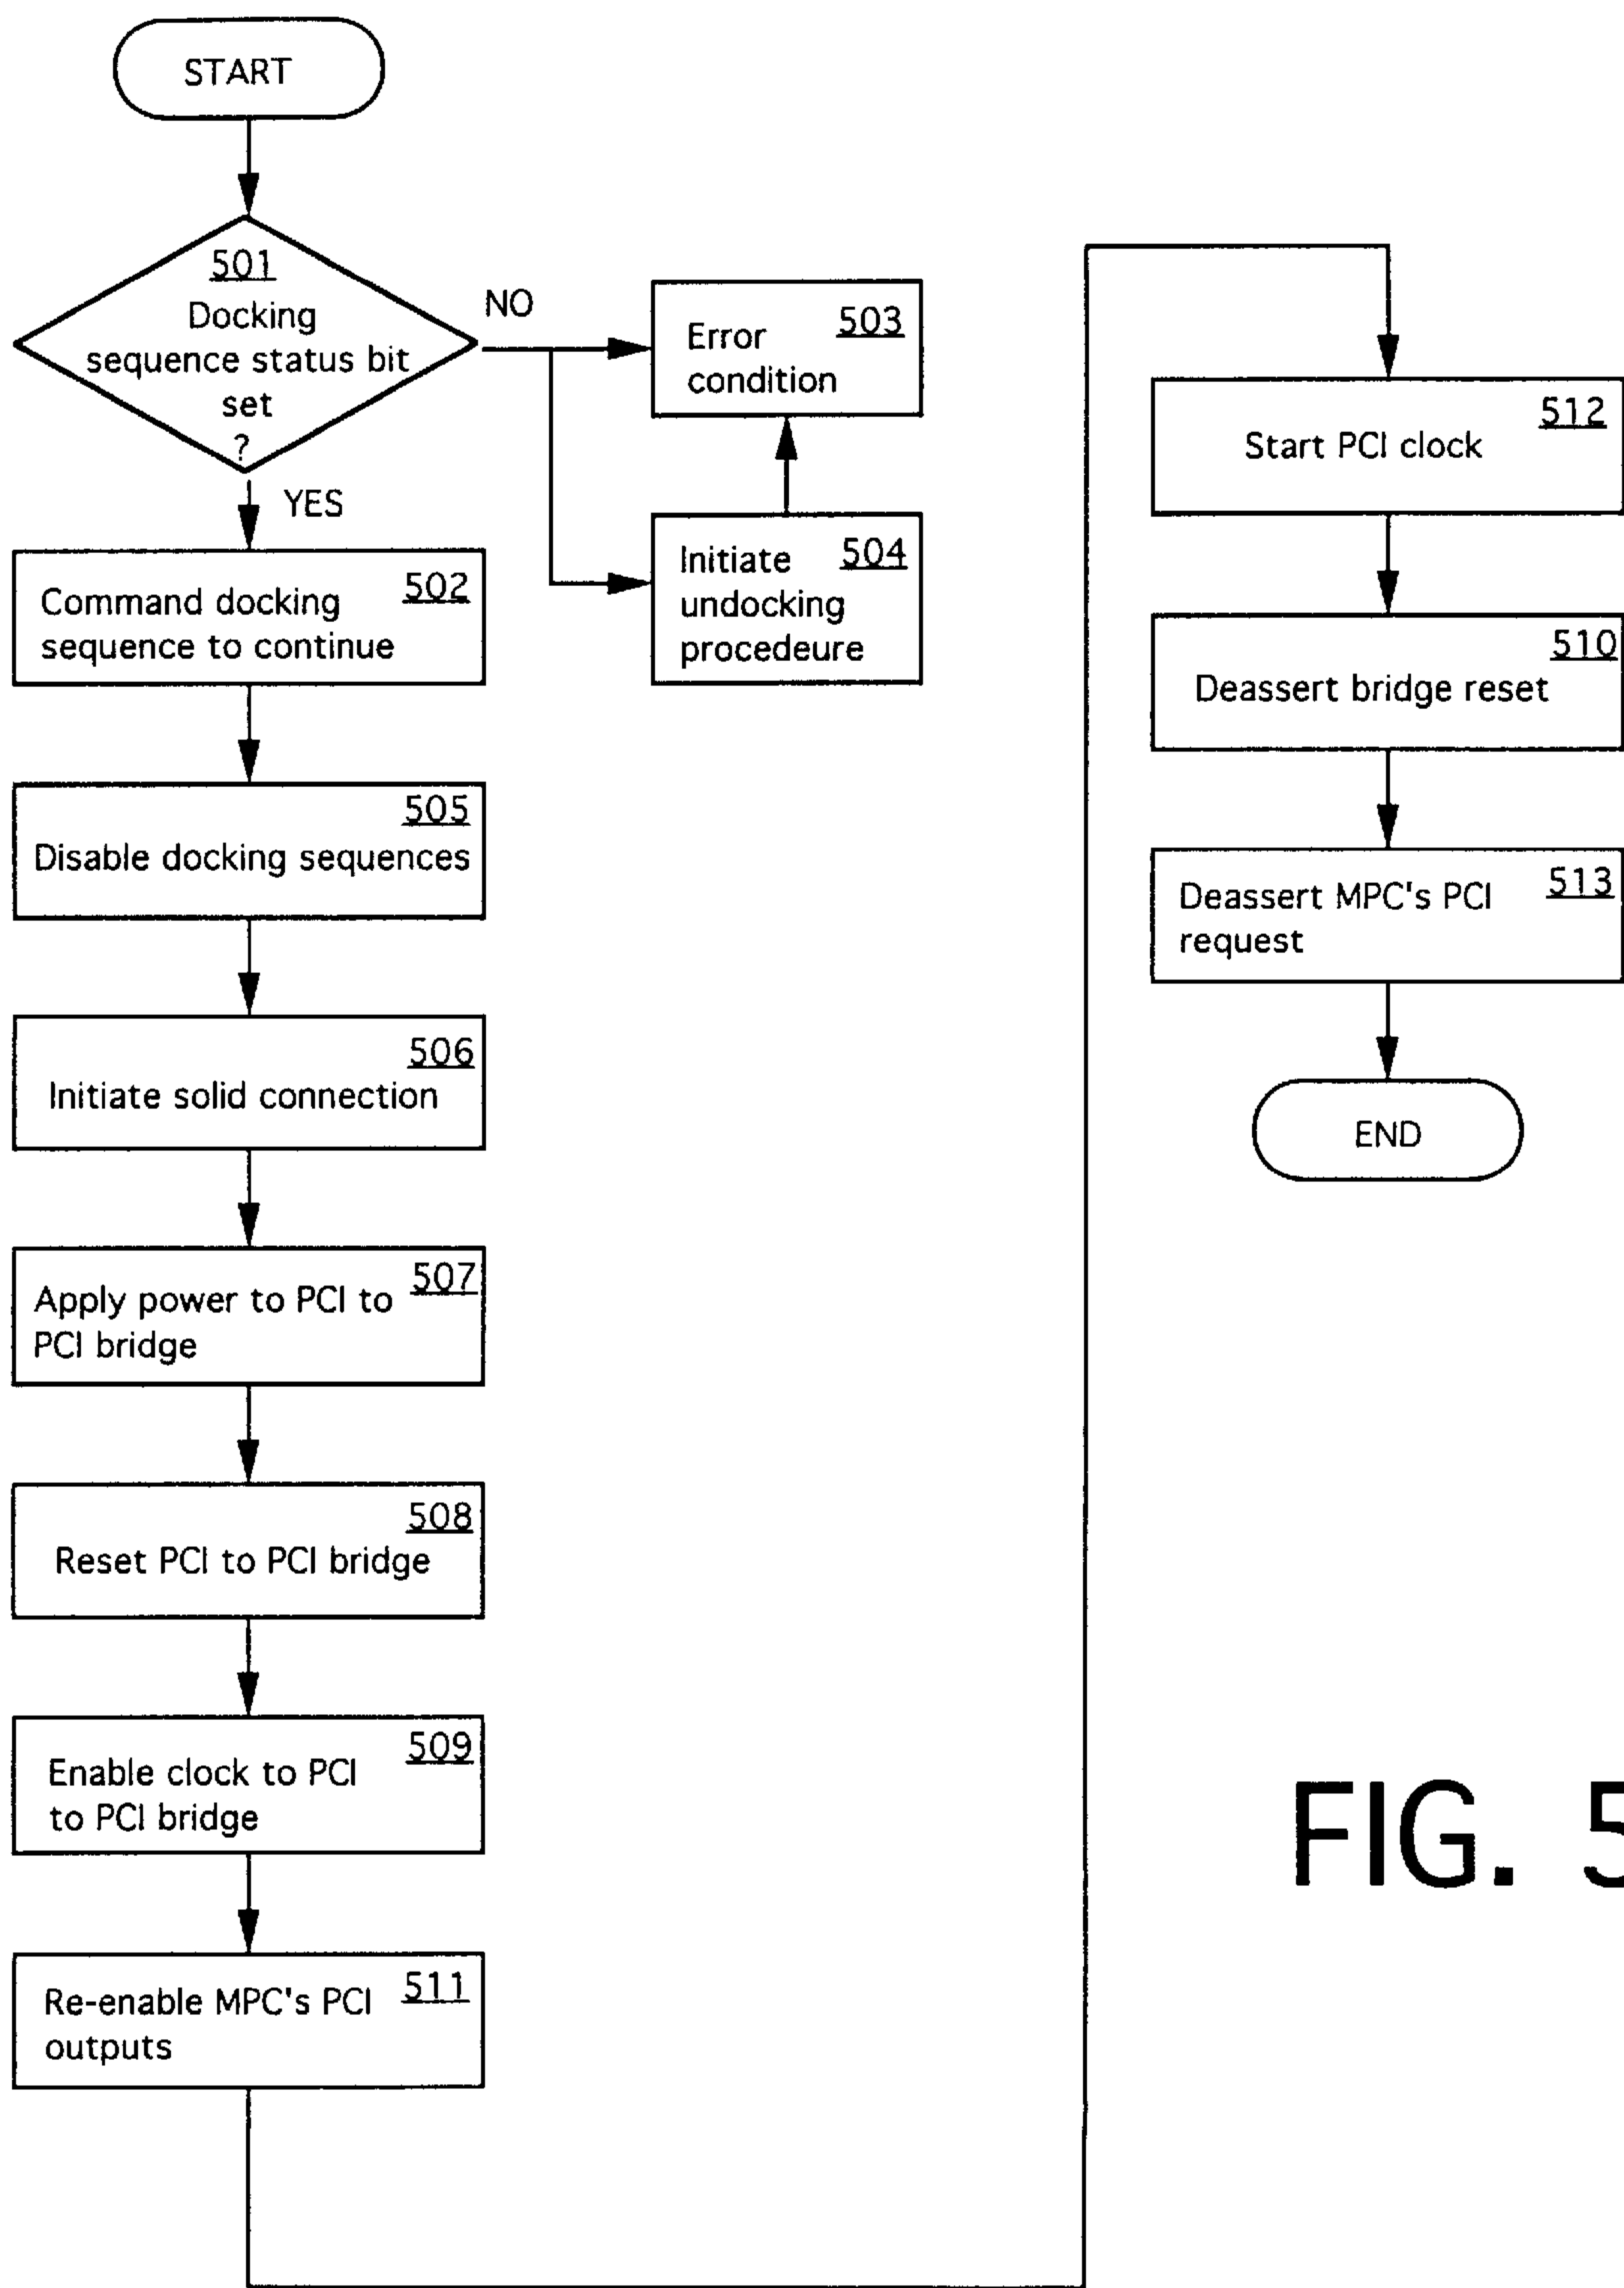 START
501
Docking
sequence status bit
set
?
NO
YES
503
Error
condition
504
Initiate
undocking
procedeure
502
Command docking
sequence to continue
505
Disable docking sequences
506
Initiate solid connection
507
Apply power to PCI to
PCI bridge
508
Reset PCI to PCI bridge
509
Enable clock to PCI
to PCI bridge
511
Re-enable MPC's PCI
outputs
512
Start PCI clock
510
Deassert bridge reset
513
Deassert MPC's PCI
request
END
FIG. 5